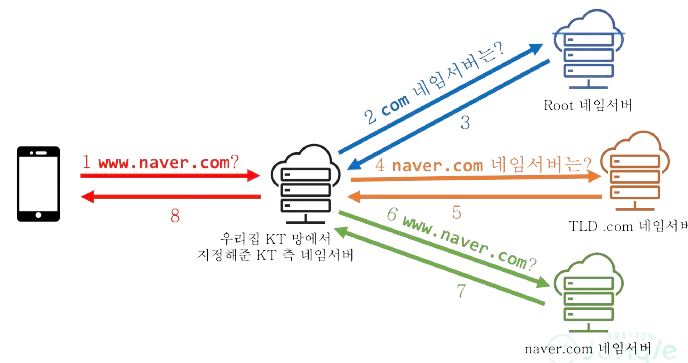 2 com 네임서버는?
Root 네임서버
3
1 www.naver.com?
4 naver.com 네임서버는?
8
5
TLD .com 네임서버
우리집 KT 망에서
지정해준 KT 측 네임서버
6 www.naver.com?
7
naver.com 네임서버